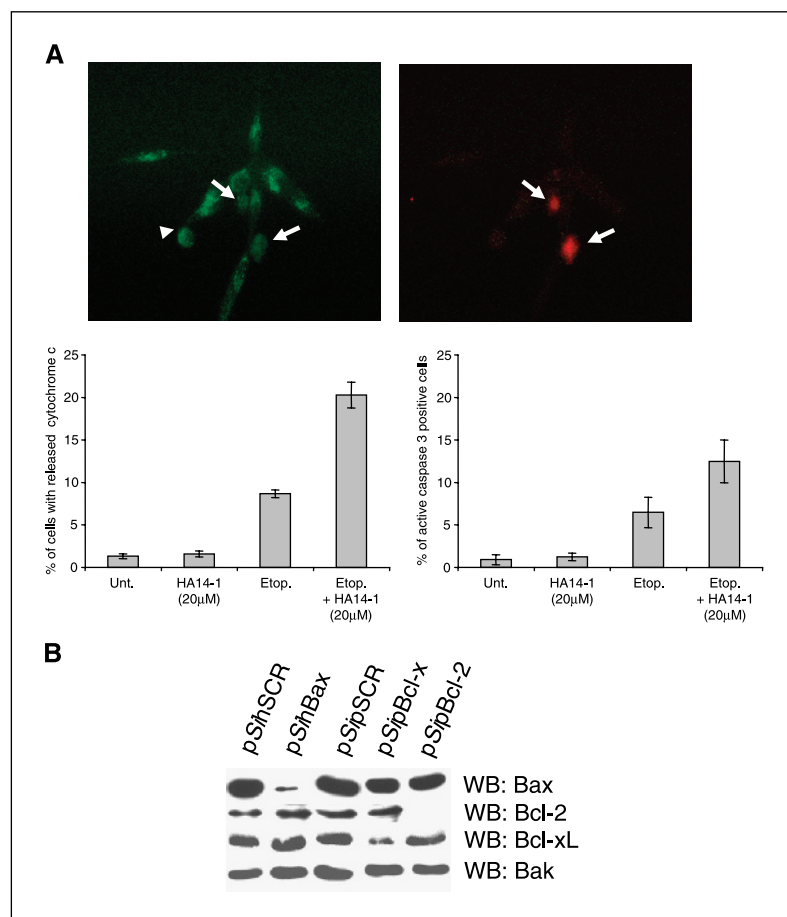 A
% of cells with released cytochrome c
25
20
15
10
5
0
Unt.
HA14-1
(20µM)
Etop.
Etop.
+ HA14-1
(20µM)
% of active caspase 3 positive cells
25
20
15
10
5
0
Unt.
HA14-1
(20µM)
Etop.
Etop.
+ HA14-1
(20µM)
B
pSihSCR
pSihBax
pSipSCR
pSipBcl-x
pSipBcl-2
WB: Bax
WB: Bcl-2
WB: Bcl-xL
WB: Bak